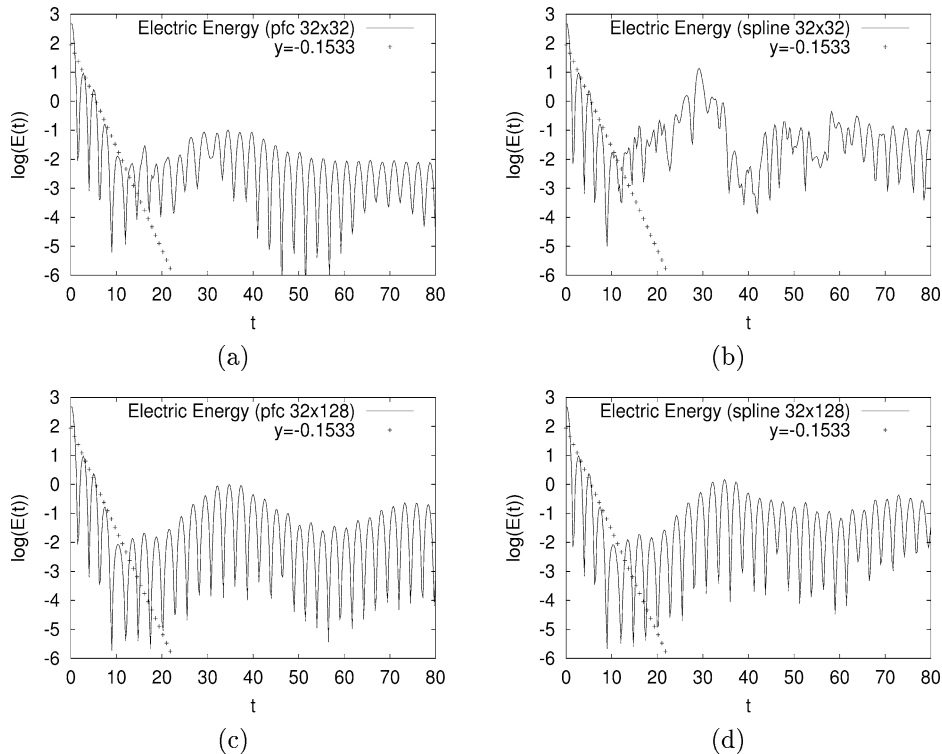 3
2
1
0
-1
-2
-3
-4
-5
-6
log(E(t))
Electric Energy (pfc 32x32)
y=-0.1533
0 10 20 30 40 50 60 70 80
t
(a)
3
2
1
0
-1
-2
-3
-4
-5
-6
log(E(t))
Electric Energy (spline 32x32)
y=-0.1533
0 10 20 30 40 50 60 70 80
t
(b)
3
2
1
0
-1
-2
-3
-4
-5
-6
log(E(t))
Electric Energy (pfc 32x128)
y=-0.1533
0 10 20 30 40 50 60 70 80
t
(c)
3
2
1
0
-1
-2
-3
-4
-5
-6
log(E(t))
Electric Energy (spline 32x128)
y=-0.1533
0 10 20 30 40 50 60 70 80
t
(d)